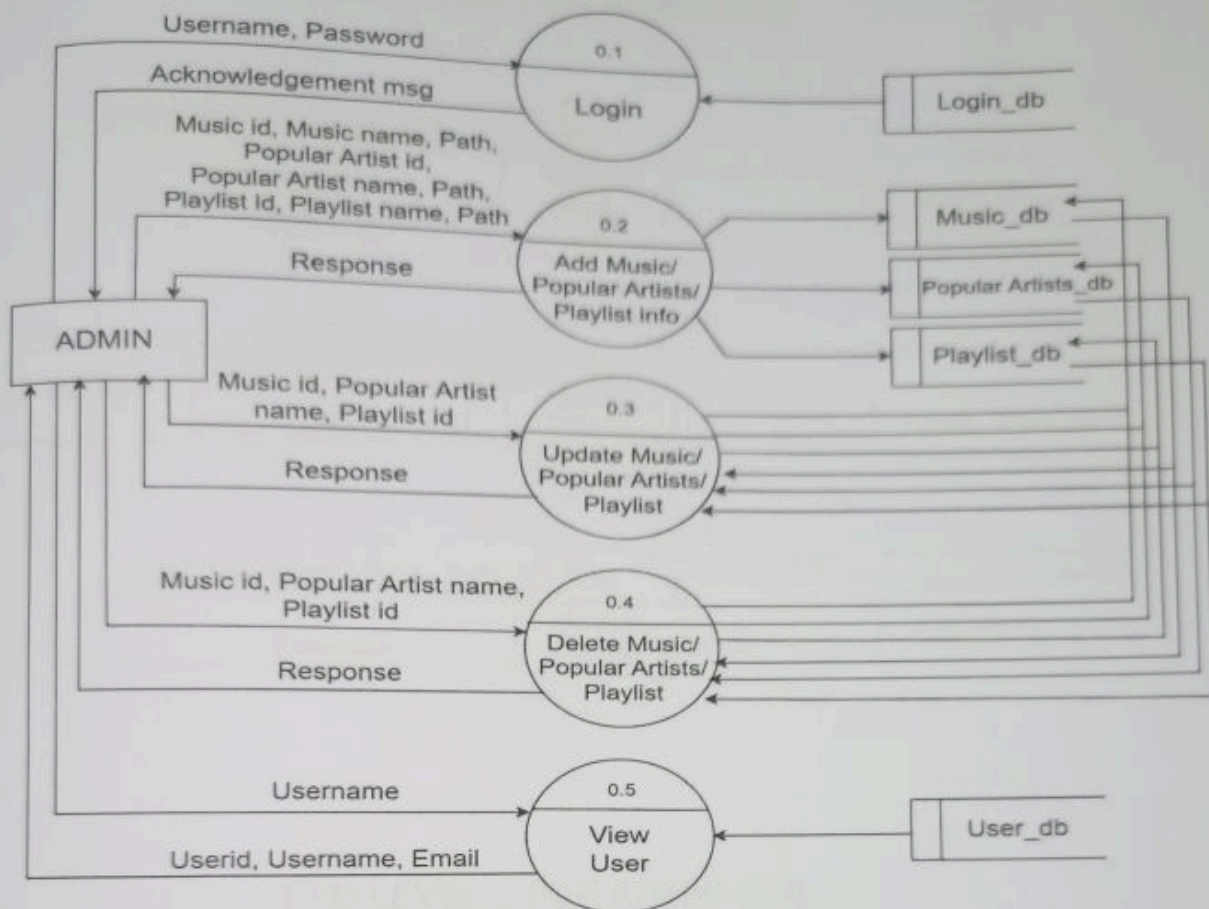 Username, Password
0.1
Login
Login_db
Acknowledgement msg
Music id, Music name, Path,
Popular Artist id,
Popular Artist name, Path,
Playlist id, Playlist name, Path
0.2
Add Music/
Popular Artists/
Playlist info
Music_db
Popular Artists_db
Playlist_db
Response
ADMIN
Music id, Popular Artist
name, Playlist id
0.3
Update Music/
Popular Artists/
Playlist
Response
Music id, Popular Artist name,
Playlist id
0.4
Delete Music/
Popular Artists/
Playlist
Response
Username
0.5
View
User
User_db
Userid, Username, Email